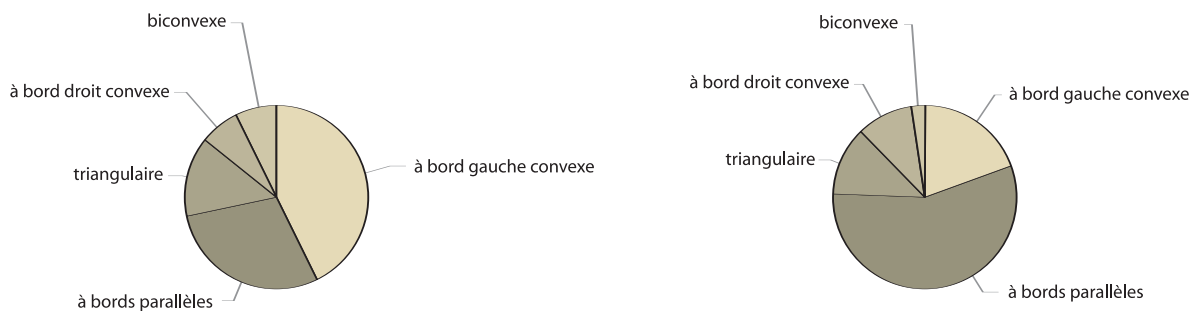 biconvexe
à bord droit convexe
triangulaire
à bord gauche convexe
à bords parallèles
biconvexe
à bord droit convexe
à bord gauche convexe
triangulaire
à bords parallèles